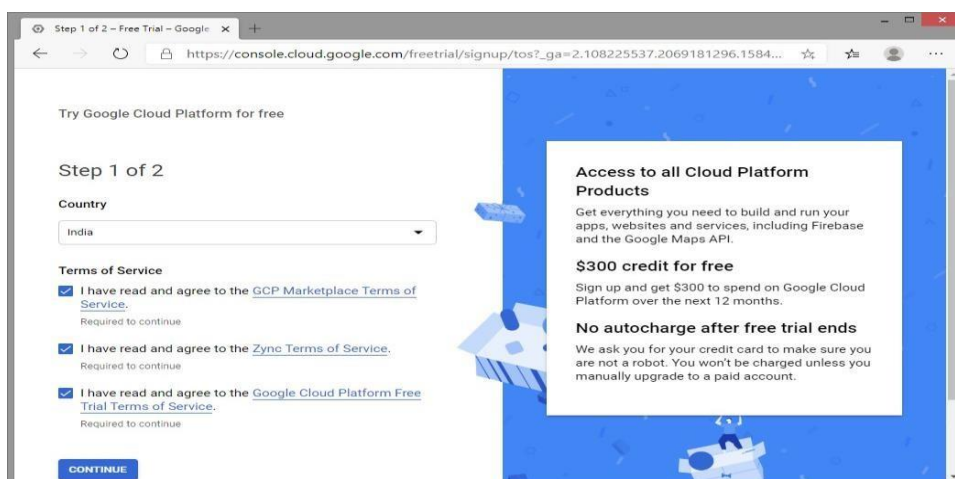 Step 1 of 2 – Free Trial – Google
https://console.cloud.google.com/freetrial/signup/tos?_ga=2.108225537.2069181296.1584...
Try Google Cloud Platform for free
Step 1 of 2
Country
India
Terms of Service
I have read and agree to the GCP Marketplace Terms of
Service.
Required to continue
I have read and agree to the Zync Terms of Service.
Required to continue
I have read and agree to the Google Cloud Platform Free
Trial Terms of Service.
Required to continue
CONTINUE
Access to all Cloud Platform
Products
Get everything you need to build and run your
apps, websites and services, including Firebase
and the Google Maps API.
$300 credit for free
Sign up and get $300 to spend on Google Cloud
Platform over the next 12 months.
No autocharge after free trial ends
We ask you for your credit card to make sure you
are not a robot. You won't be charged unless you
manually upgrade to a paid account.